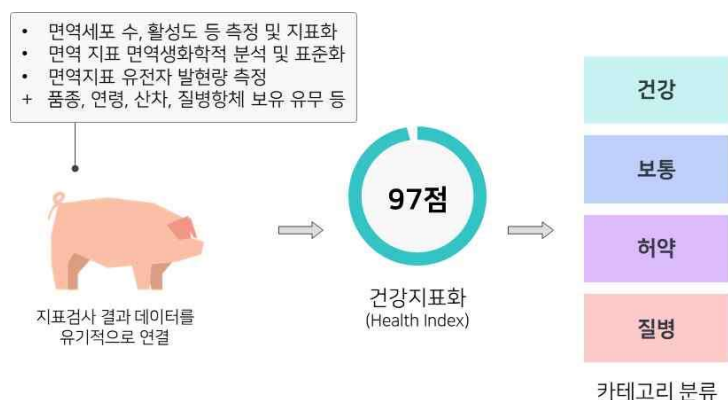 • 면역세포 수, 활성도 등 측정 및 지표화
• 면역 지표 면역생화학적 분석 및 표준화
• 면역지표 유전자 발현량 측정
+ 품종, 연령, 산차, 질병항체 보유 유무 등
지표검사 결과 데이터를
유기적으로 연결
97점
건강지표화
(Health Index)
건강
보통
허약
질병
카테고리 분류